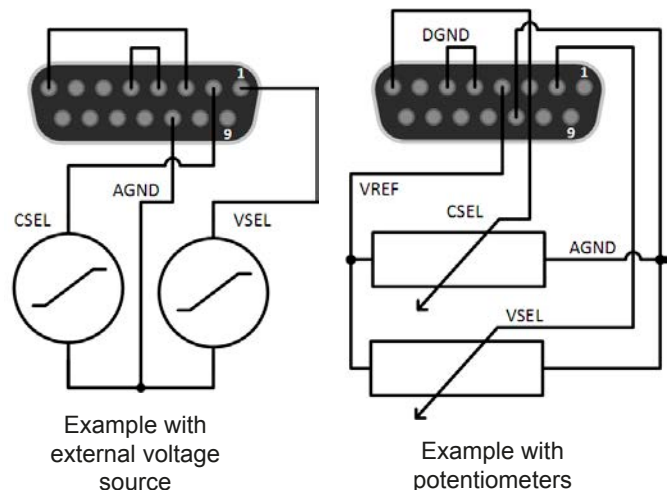 1
9
CSEL
AGND
VSEL
Example with
external voltage
source
DGND
1
9
VREF
CSEL
AGND
VSEL
Example with
potentiometers